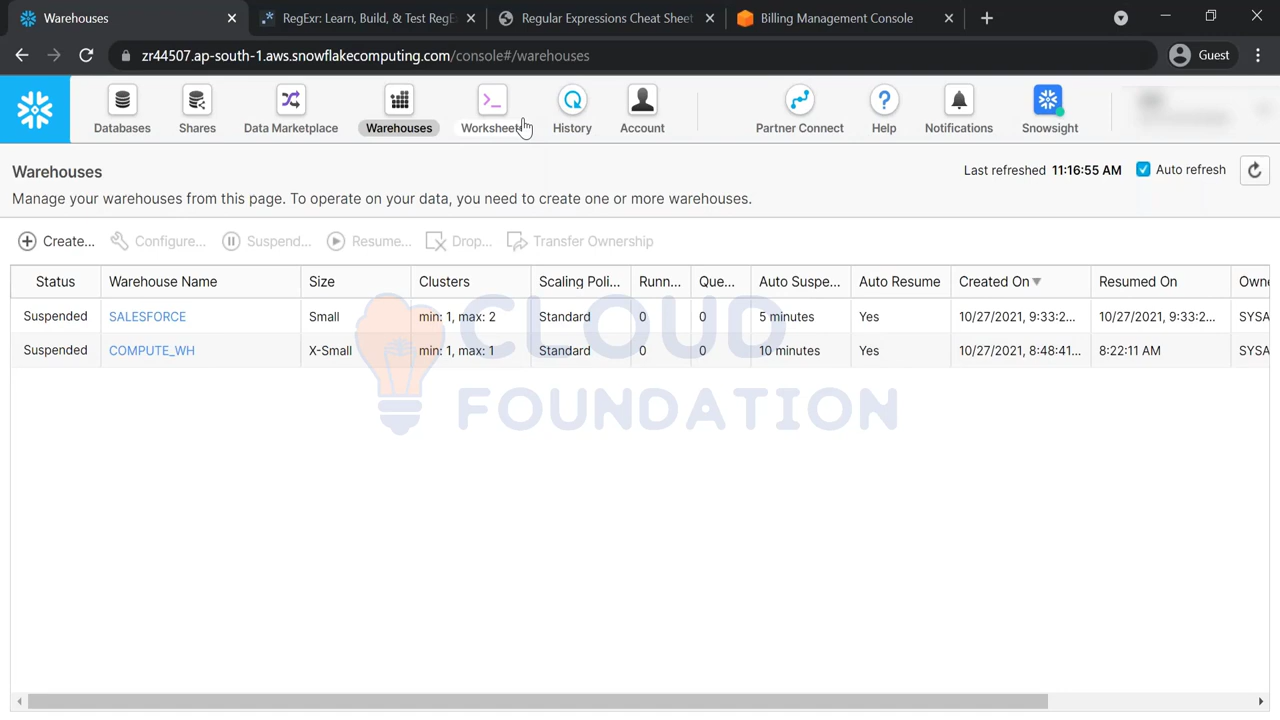 Warehouses
RegExr: Learn, Build, & Test RegE
Regular Expressions Cheat Sheet
Billing Management Console
zr44507.ap-south-1.aws.snowflakecomputing.com/console#/warehouses
Guest
Databases
Shares
Data Marketplace
Warehouses
Worksheets
History
Account
Partner Connect
Help
Notifications
Snowsight
Warehouses
Last refreshed 11:16:55 AM
Auto refresh
Manage your warehouses from this page. To operate on your data, you need to create one or more warehouses.
Create...
Configure...
Suspend...
Resume...
Drop...
Transfer Ownership
Status Warehouse Name Size Clusters Scaling Poli... Runn... Que... Auto Suspe... Auto Resume Created On Resumed On Owne
Suspended SALESFORCE Small min: 1, max: 2 Standard 0 0 5 minutes Yes 10/27/2021, 9:33:2... 10/27/2021, 9:33:2... SYSA
Suspended COMPUTE_WH X-Small min: 1, max: 1 Standard 0 0 10 minutes Yes 10/27/2021, 8:48:41... 8:22:11 AM SYSA
CLOUD
FOUNDATION